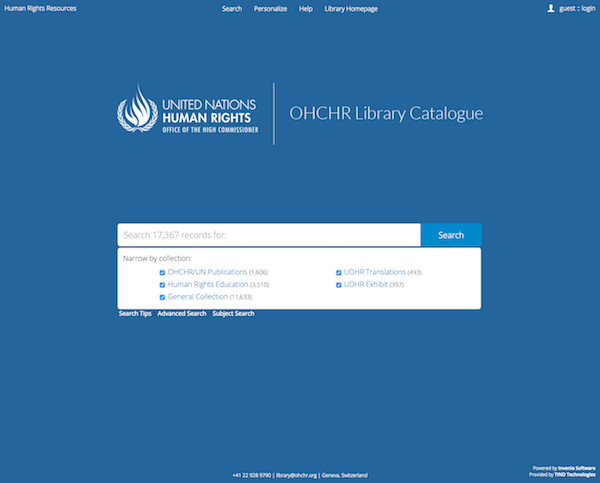 Human Rights Resources
Search Personalize Help Library Homepage
guest :: login
UNITED NATIONS
HUMAN RIGHTS
OFFICE OF THE HIGH COMMISSIONER
OHCHR Library Catalogue
Search 17,367 records for:
Search
Narrow by collection:
OHCHR/UN Publications (1,606)
UDHR Translations (493)
Human Rights Education (3,510)
UDHR Exhibit (397)
General Collection (11,633)
Search Tips Advanced Search Subject Search
Powered by Invenio Software
Provided by TIND Technologies
+41 22 928 9790 | library@ohchr.org | Geneva, Switzerland